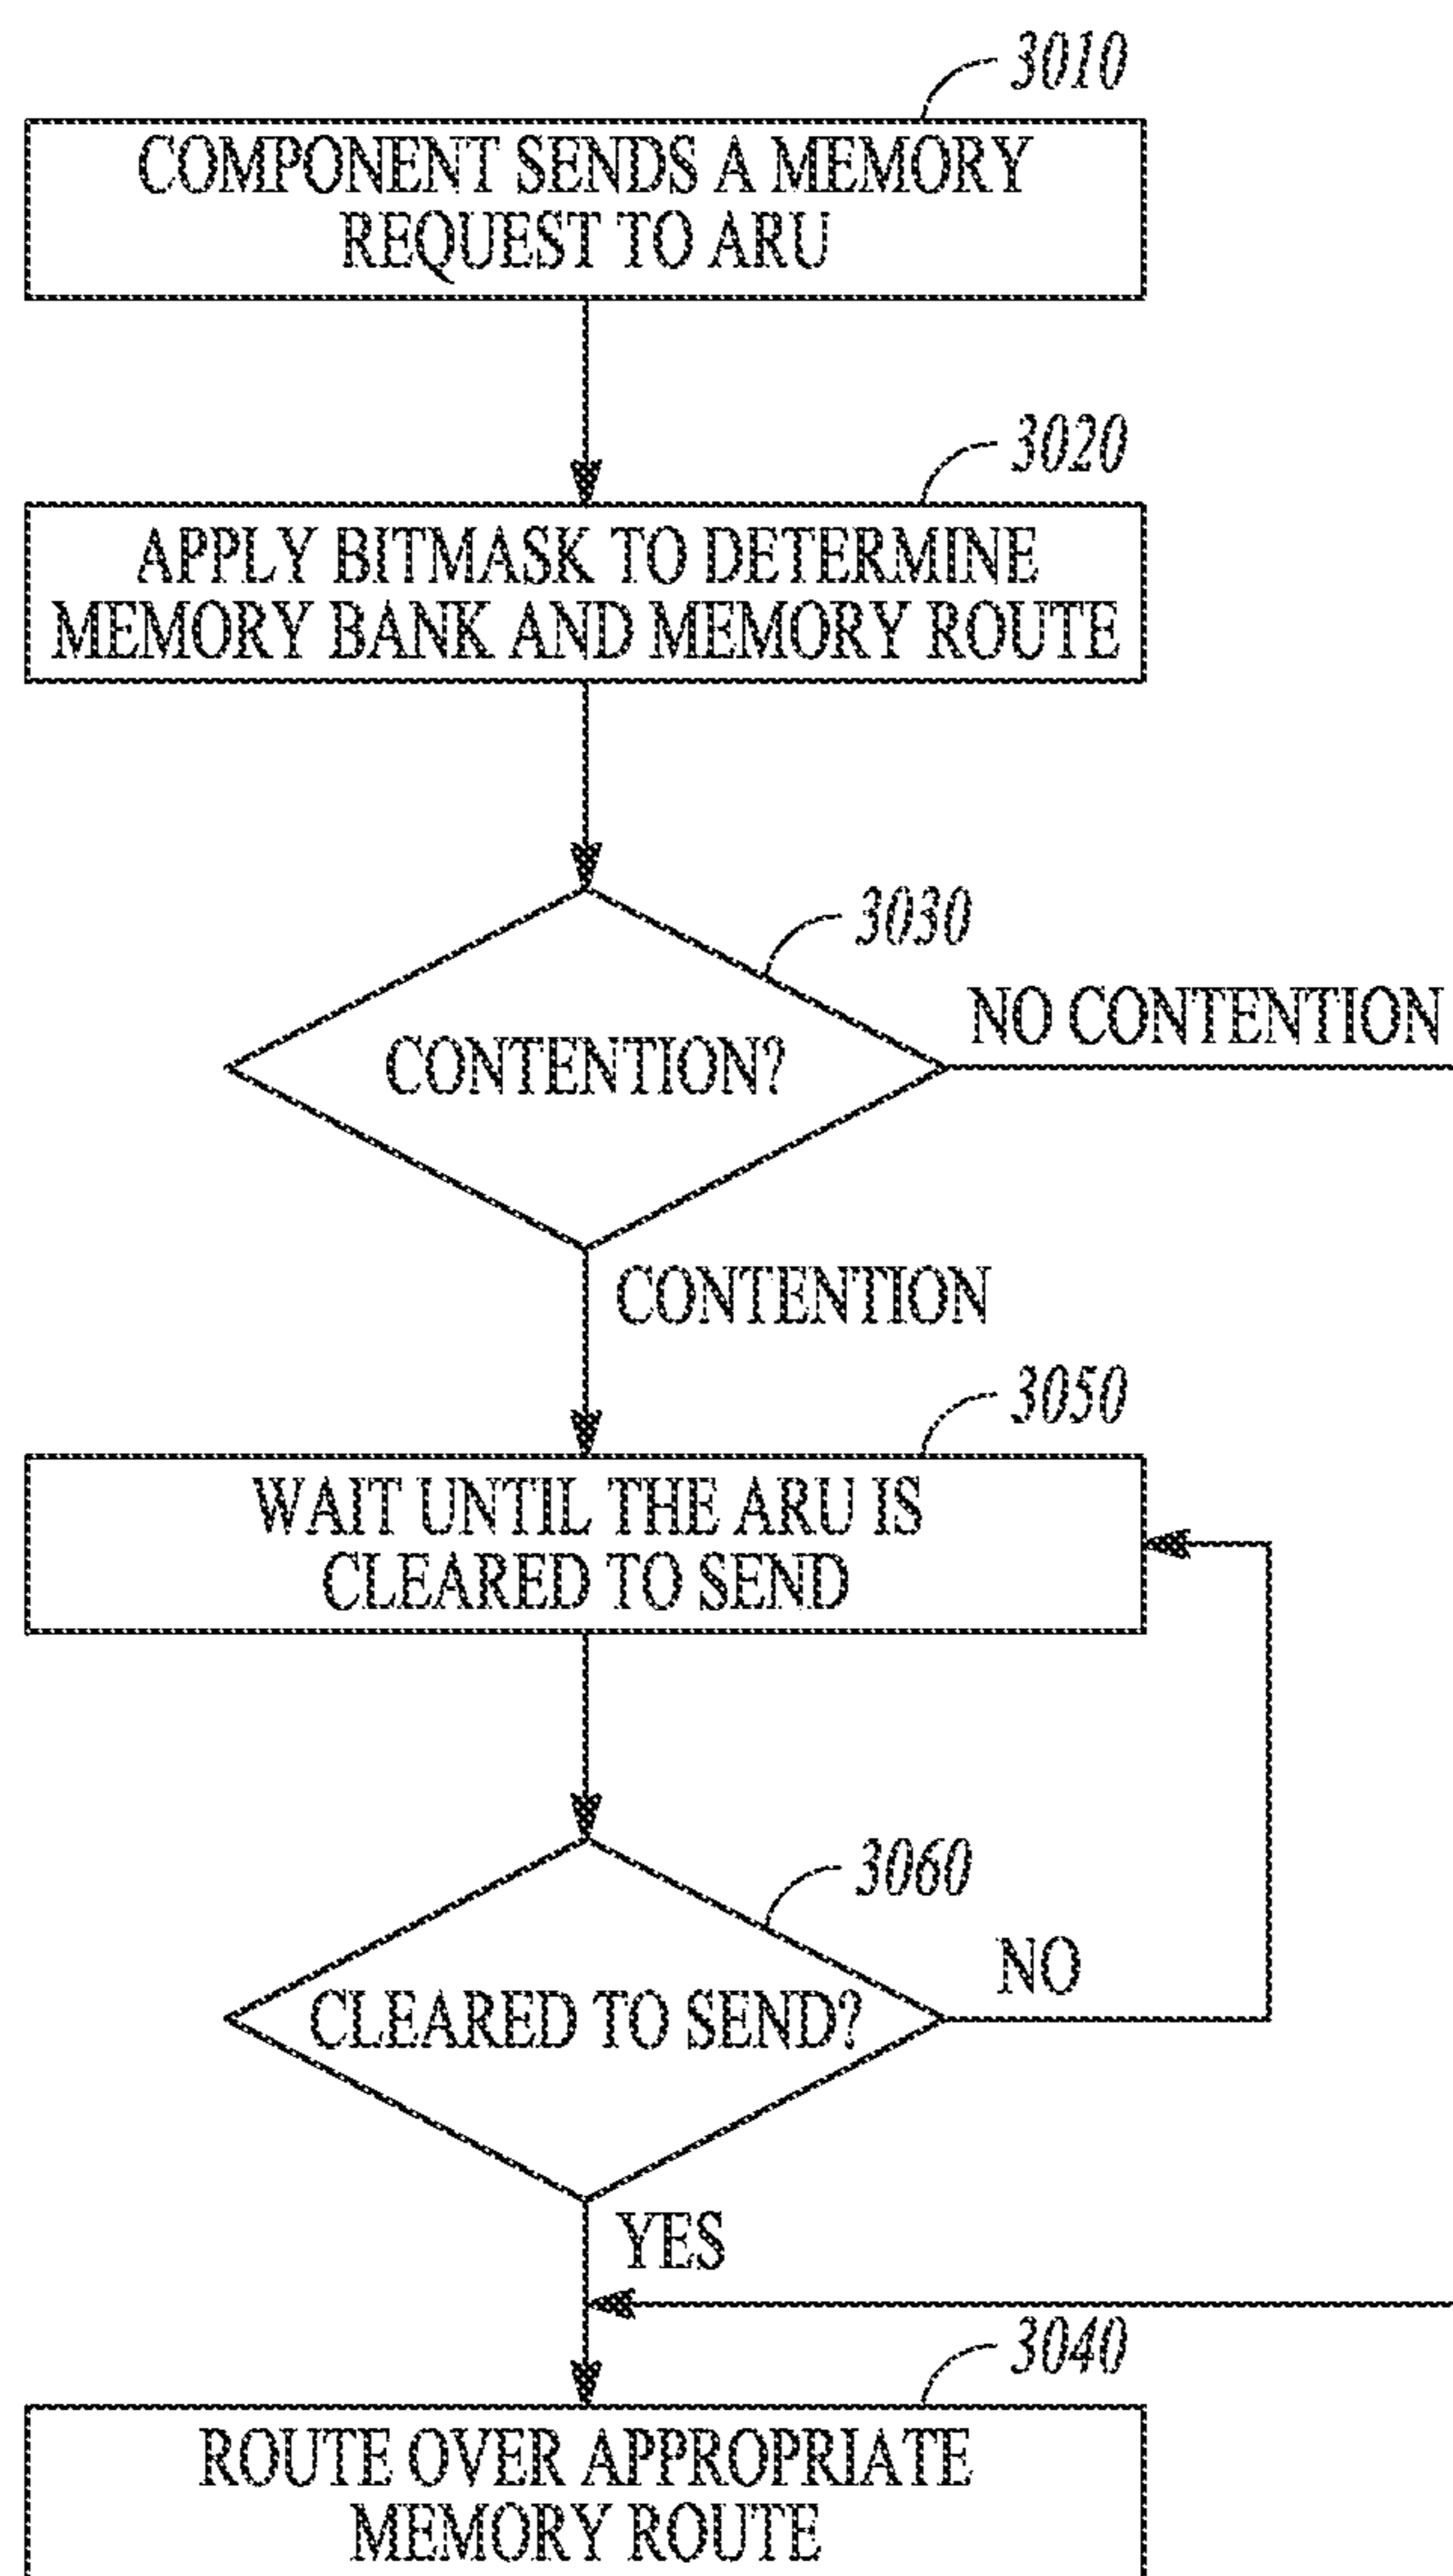 3010
COMPONENT SENDS A MEMORY
REQUEST TO ARU
3020
APPLY BITMASK TO DETERMINE
MEMORY BANK AND MEMORY ROUTE
3030
CONTENTION?
NO CONTENTION
CONTENTION
3050
WAIT UNTIL THE ARU IS
CLEARED TO SEND
3060
CLEARED TO SEND?
NO
YES
3040
ROUTE OVER APPROPRIATE
MEMORY ROUTE